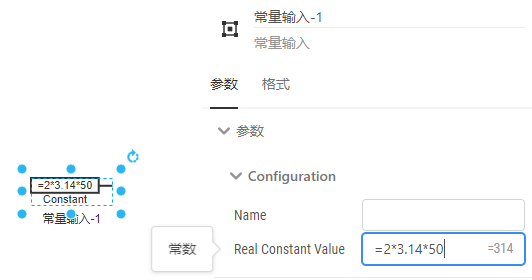 常量输入-1
常量输入
参数 格式
参数
Configuration
Name
常数 Real Constant Value =2*3.14*50 =314
=2*3.14*50
Constant
常量输入-1